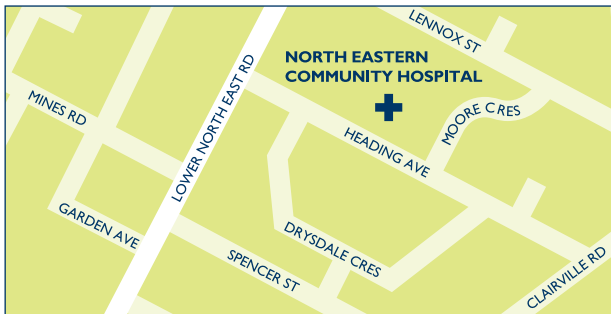 LENNOX ST
NORTH EASTERN
COMMUNITY HOSPITAL
MINES RD
LOWER NORTH EAST RD
MOORE CRES
HEADING AVE
GARDEN AVE
DRYSDALE CRES
SPENCER ST
CLAIRVILLE RD